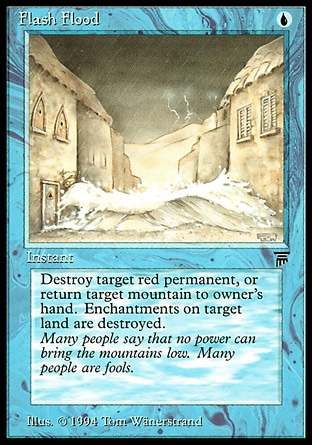 Flash Flood
Instant
Destroy target red permanent, or
return target mountain to owner's
hand. Enchantments on target
land are destroyed.
Many people say that no power can
bring the mountains low. Many
people are fools.
Illus. © 1994 Tom Wänerstrand